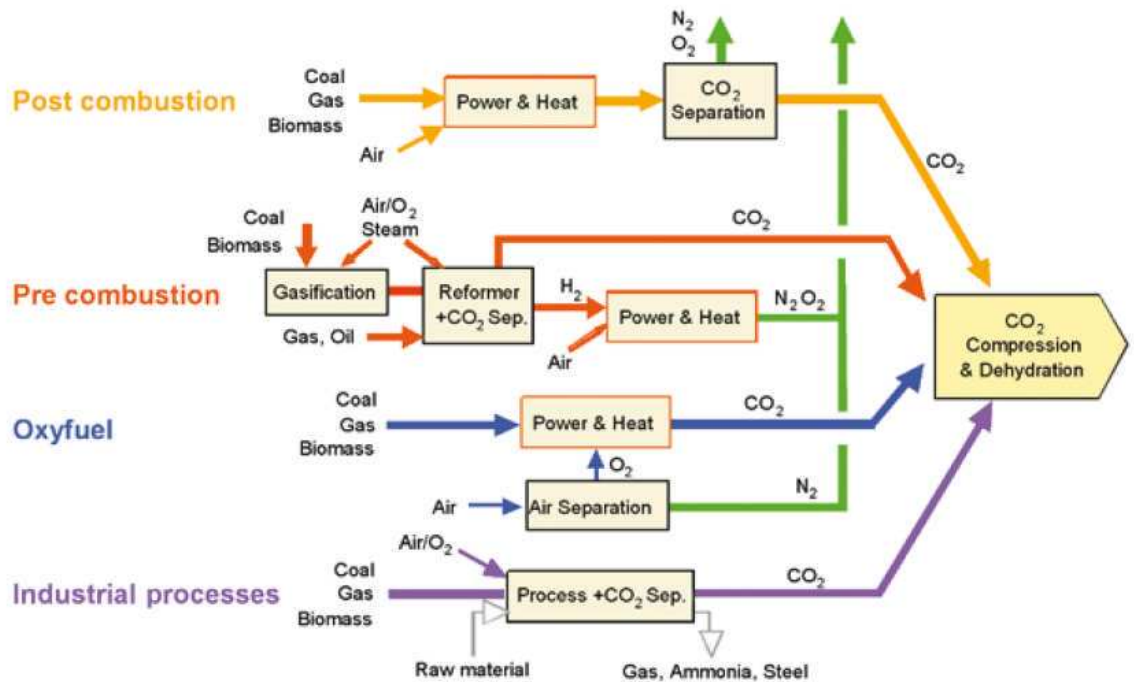 N₂
O₂
Coal
Gas
Biomass
Post combustion
Power & Heat
CO₂
Separation
Air
CO₂
Coal
Biomass
Air/O₂
Steam
CO₂
Pre combustion
Gasification
Reformer
+CO₂ Sep.
H₂
Power & Heat
N₂ O₂
Gas, Oil
Air
CO₂
Compression
& Dehydration
Coal
Gas
Biomass
Oxyfuel
Power & Heat
CO₂
O₂
Air
Air Separation
N₂
Air/O₂
Coal
Gas
Biomass
Industrial processes
Process +CO₂ Sep.
CO₂
Raw material
Gas, Ammonia, Steel